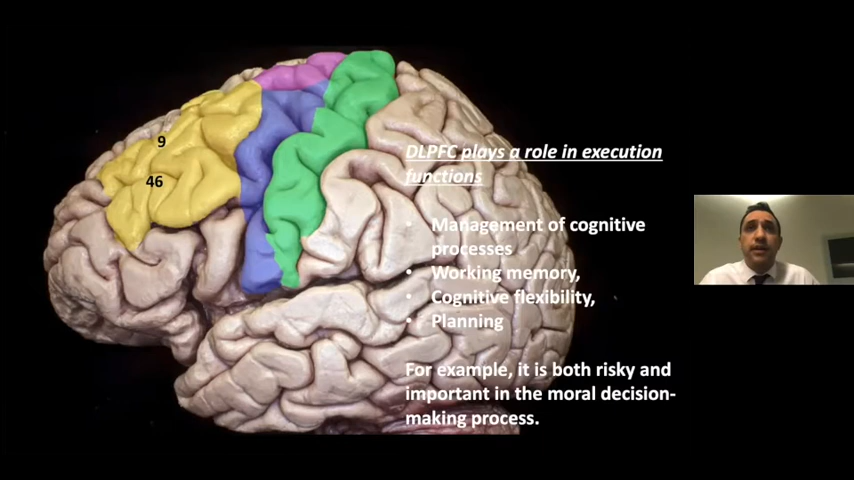 9
46
DLPFC plays a role in execution
functions
• Management of cognitive
processes
• Working memory,
• Cognitive flexibility,
• Planning
For example, it is both risky and
important in the moral decision-
making process.